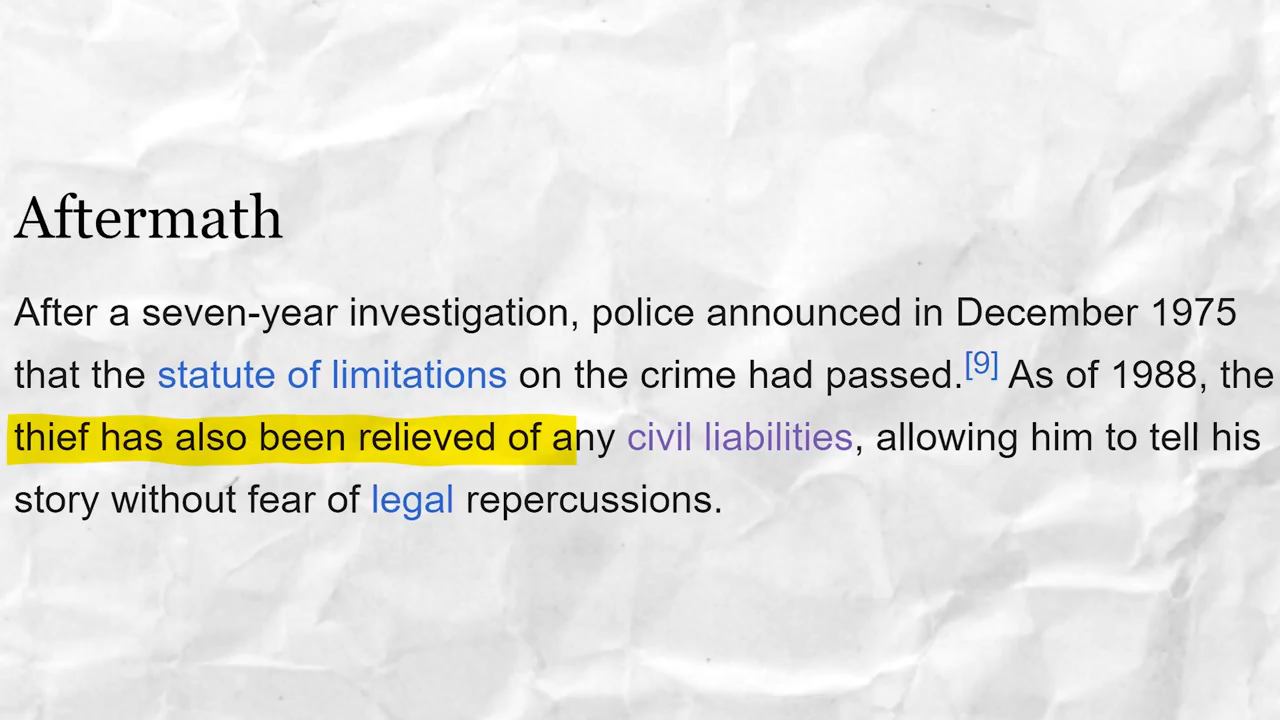 Aftermath
After a seven-year investigation, police announced in December 1975
that the statute of limitations on the crime had passed.[9] As of 1988, the
thief has also been relieved of any civil liabilities, allowing him to tell his
story without fear of legal repercussions.